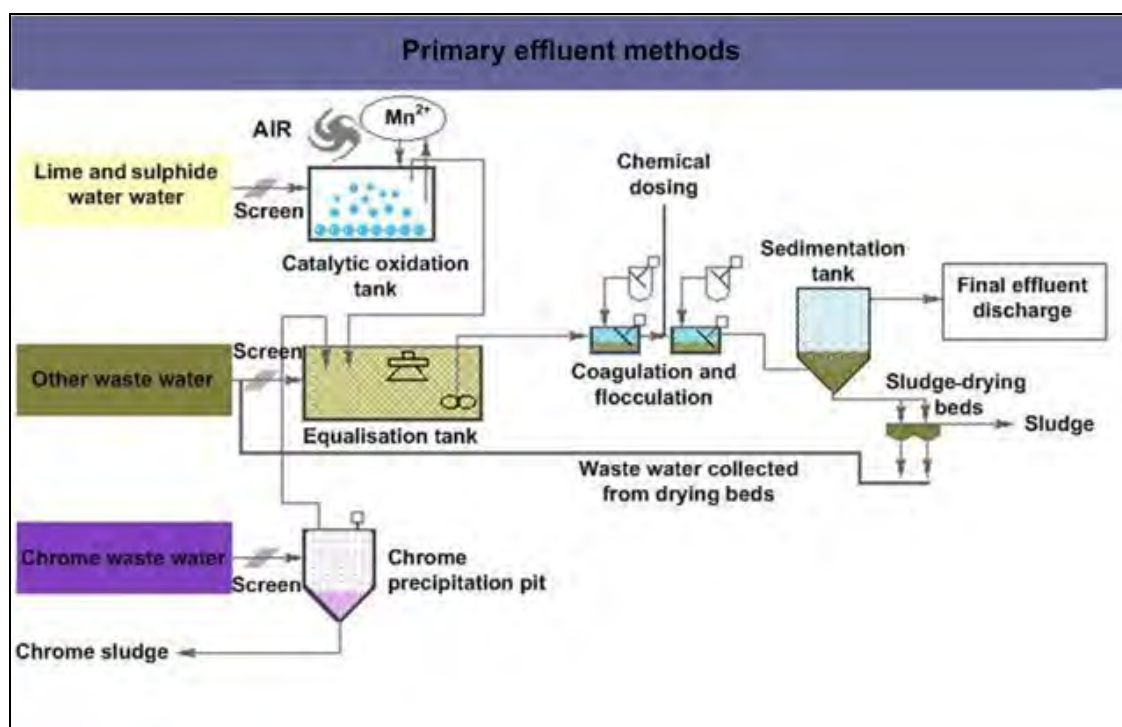 Primary effluent methods
AIR
Mn2+
Lime and sulphide
water water
Screen
Catalytic oxidation
tank
Chemical
dosing
Sedimentation
tank
Final effluent
discharge
Screen
Other waste water
Equalisation tank
Coagulation and
flocculation
Sludge-drying
beds
Sludge
Waste water collected
from drying beds
Chrome waste water
Screen
Chrome
precipitation pit
Chrome sludge